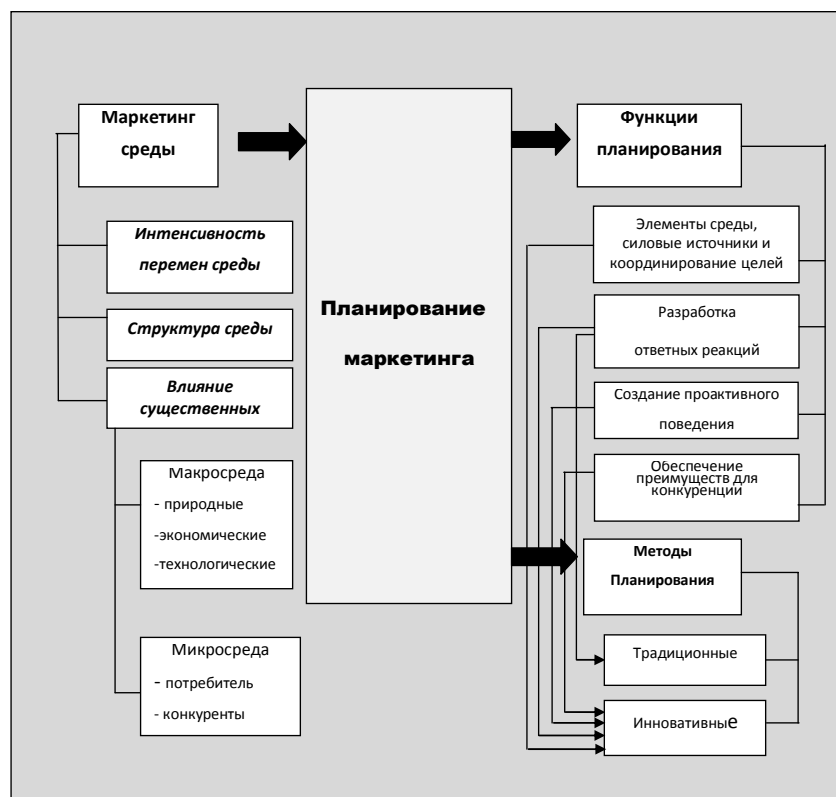 Маркетинг
среды
Интенсивность
перемен среды
Структура среды
Влияние
существенных
Макросреда
- природные
-экономические
-технологические
Микросреда
- потребитель
- конкуренты
Планирование
маркетинга
Функции
планирования
Элементы среды,
силовые источники и
координирование целей
Разработка
ответных реакций
Создание проактивного
поведения
Обеспечение
преимуществ для
конкуренции
Методы
Планирования
Традиционные
Инновативные